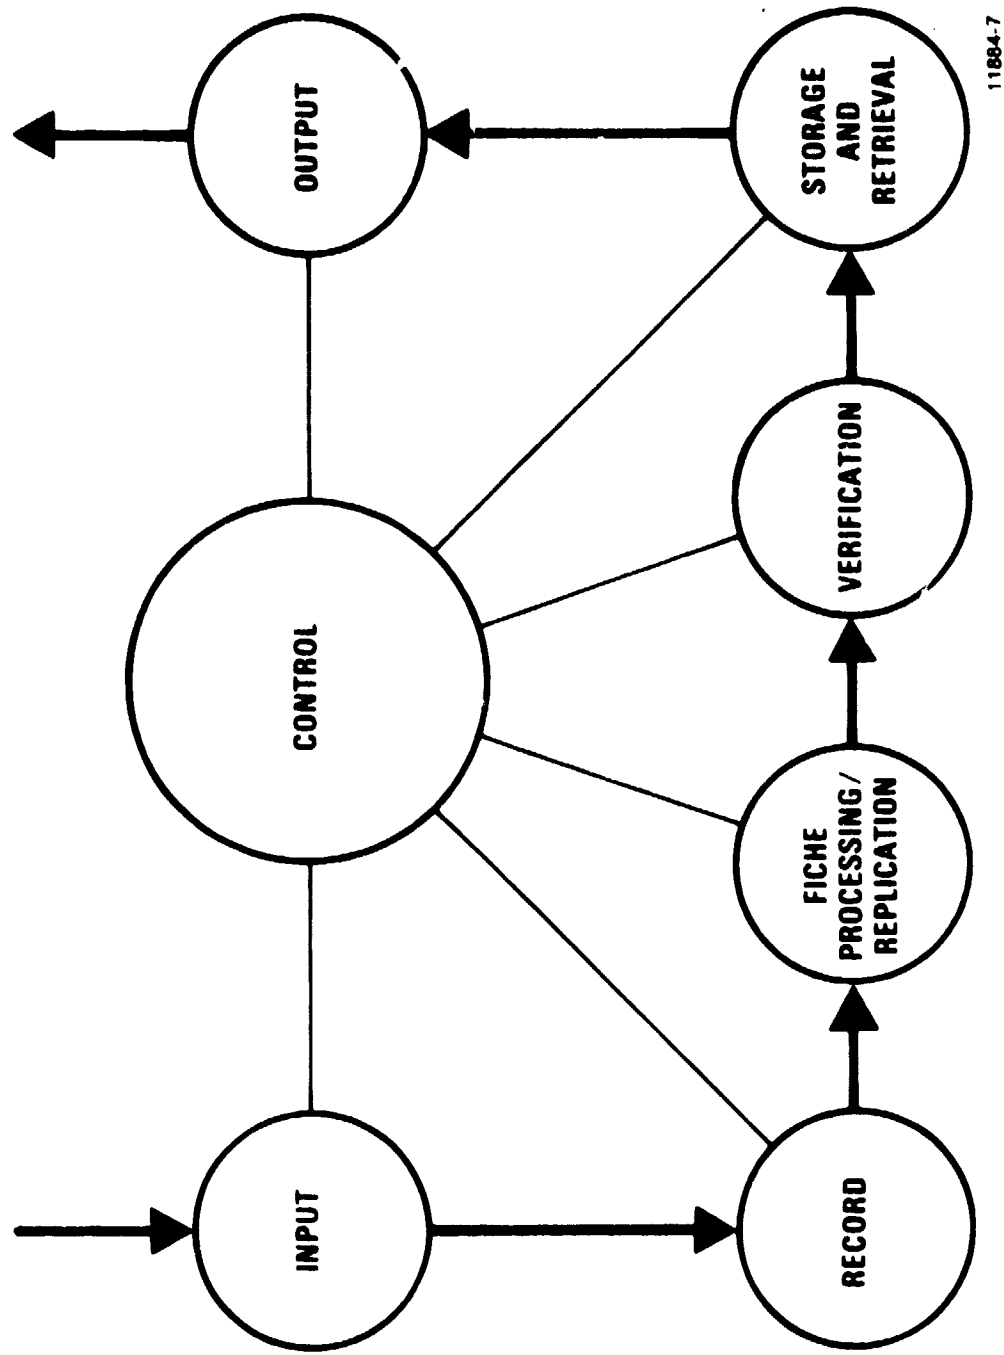 INPUT
CONTROL
OUTPUT
RECORD
FICHE
PROCESSING/
REPLICATION
VERIFICATION
STORAGE
AND
RETRIEVAL
11884-7